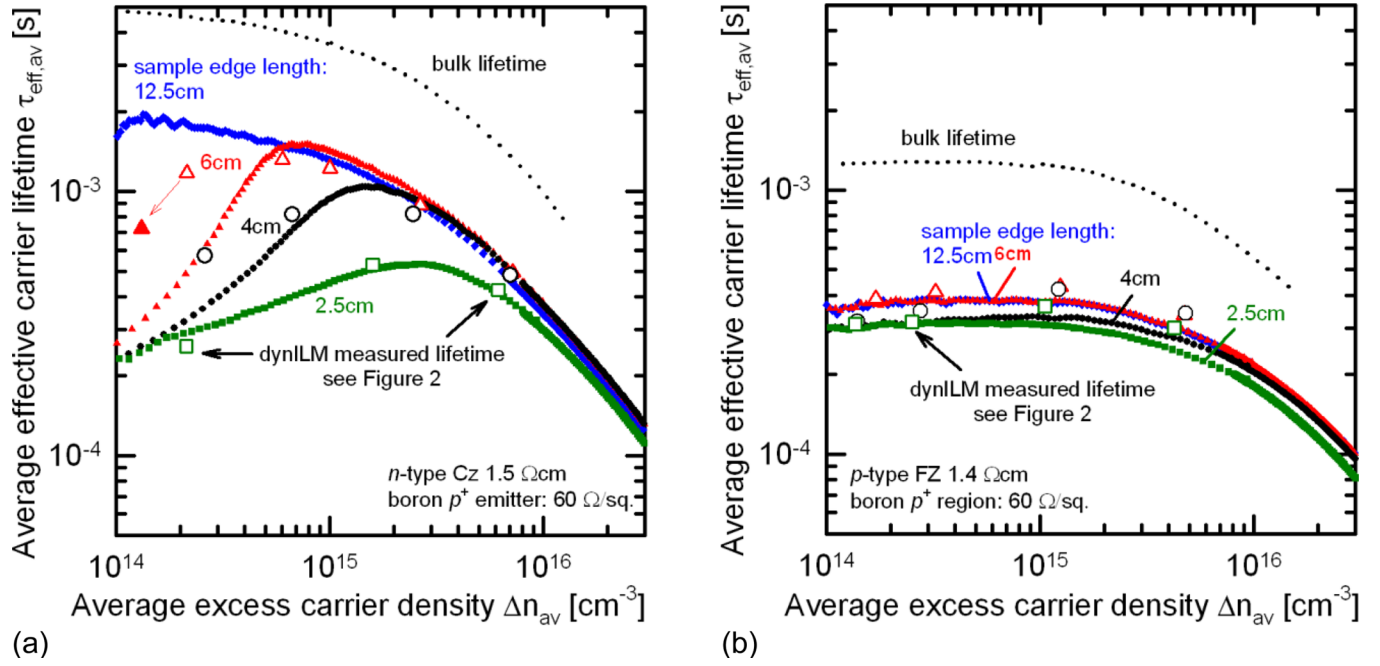 Average effective carrier lifetime τeff,av [s]
bulk lifetime
sample edge length:
12.5cm
6cm
10-3
4cm
2.5cm
dynILM measured lifetime
see Figure 2
10-4
n-type Cz 1.5 Ωcm
boron p+ emitter: 60 Ω/sq.
1014
1015
1016
Average excess carrier density Δnav [cm-3]
(a)
Average effective carrier lifetime τeff,av [s]
bulk lifetime
10-3
sample edge length:
12.5cm
6cm
4cm
2.5cm
dynILM measured lifetime
see Figure 2
10-4
p-type FZ 1.4 Ωcm
boron p+ region: 60 Ω/sq.
1014
1015
1016
Average excess carrier density Δnav [cm-3]
(b)